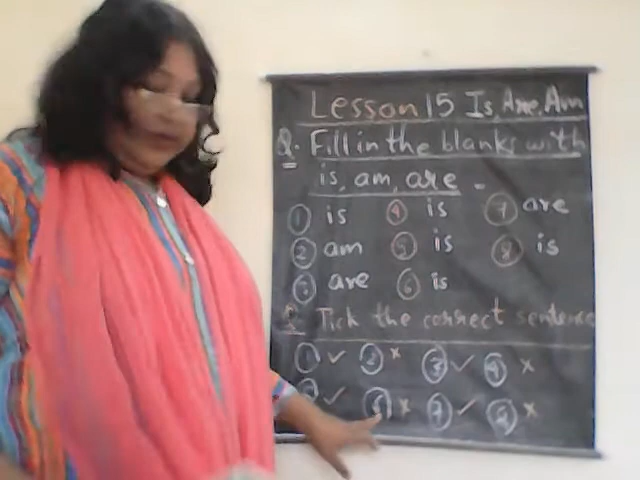 Lesson 15 Is, Are, Am
Q. Fill in the blanks with
is, am, are -
1 is 4 is 7 are
2 am 5 is 8 is
3 are 6 is
Q Tick the correct sentence
1 ✓ 2 × 3 ✓ 4 ×
✓ 6 × 7 ✓ 8 ×